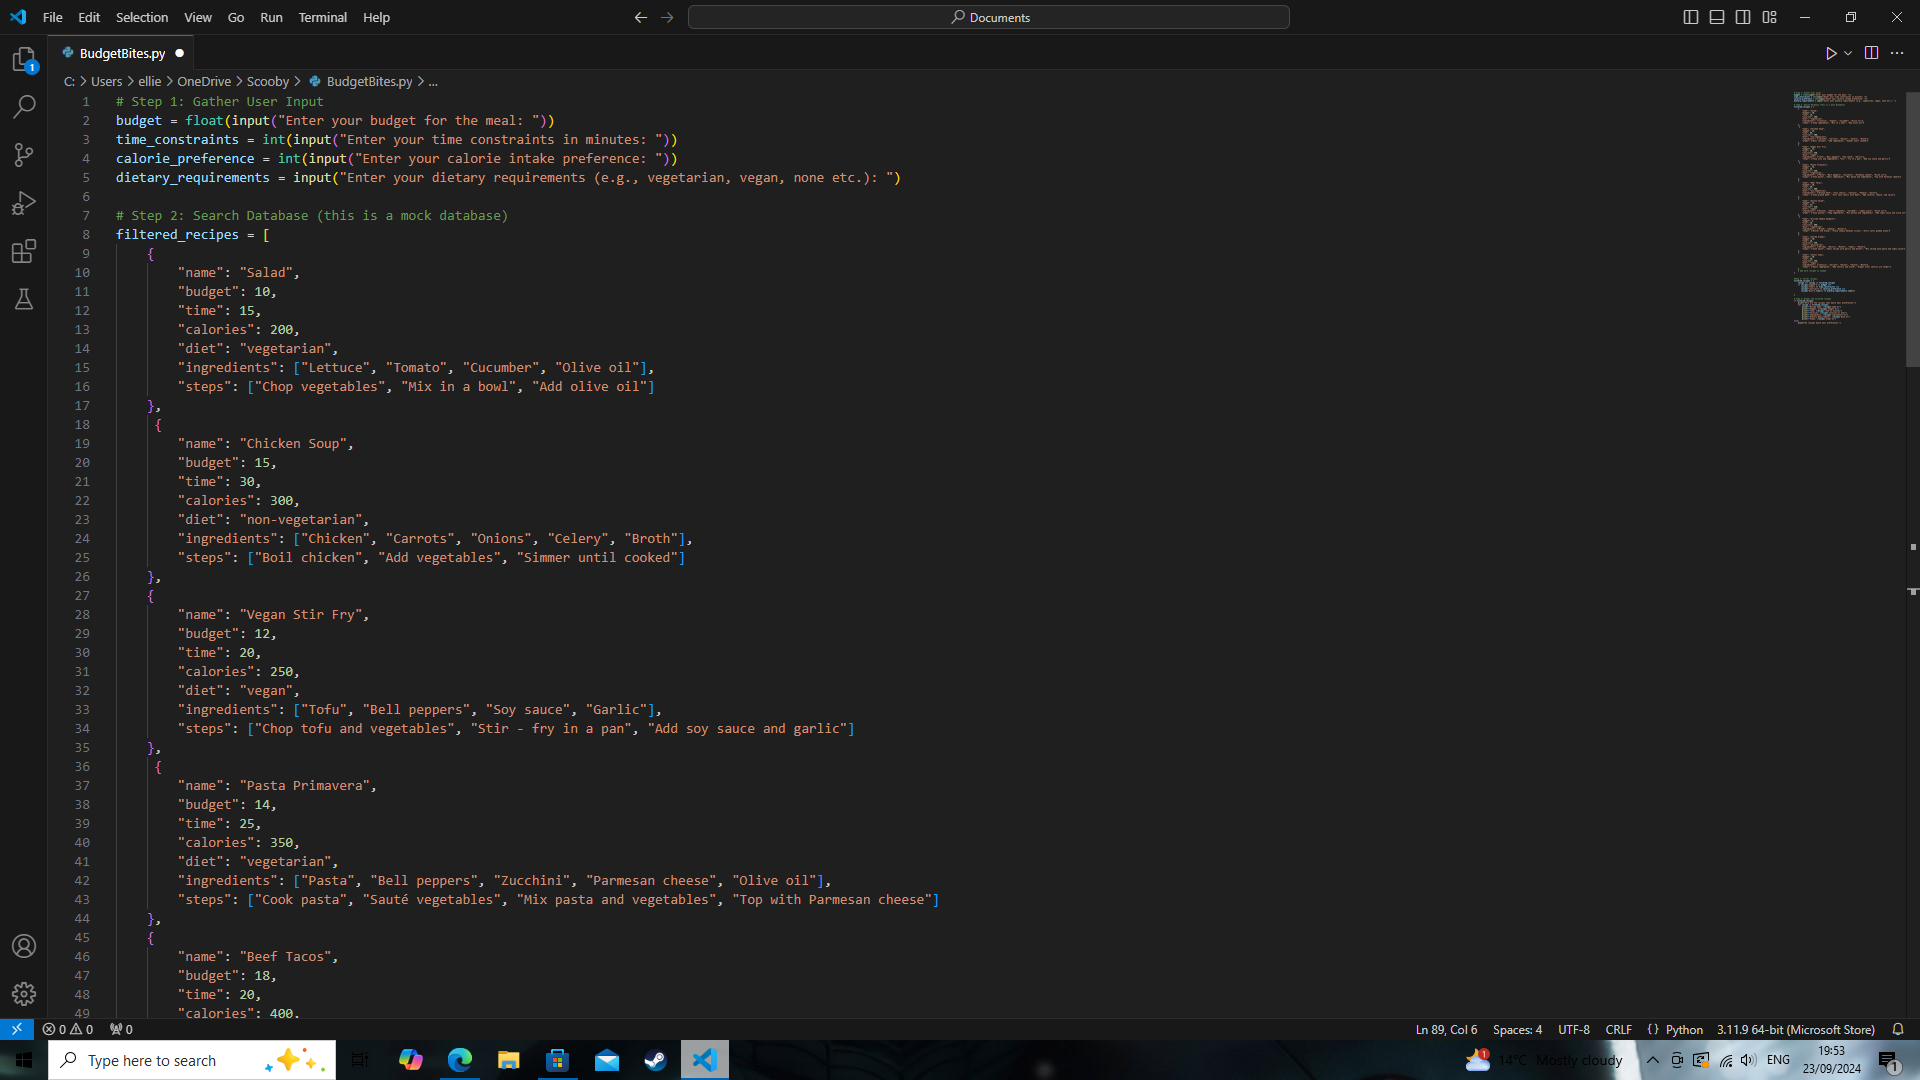 File Edit Selection View Go Run Terminal Help
Documents
BudgetBites.py
C: > Users > ellie > OneDrive > Scooby > BudgetBites.py > ...
1 # Step 1: Gather User Input
2 budget = float(input("Enter your budget for the meal: "))
3 time_constraints = int(input("Enter your time constraints in minutes: "))
4 calorie_preference = int(input("Enter your calorie intake preference: "))
5 dietary_requirements = input("Enter your dietary requirements (e.g., vegetarian, vegan, none etc.): ")
6
7 # Step 2: Search Database (this is a mock database)
8 filtered_recipes = [
9 {
10 "name": "Salad",
11 "budget": 10,
12 "time": 15,
13 "calories": 200,
14 "diet": "vegetarian",
15 "ingredients": ["Lettuce", "Tomato", "Cucumber", "Olive oil"],
16 "steps": ["Chop vegetables", "Mix in a bowl", "Add olive oil"]
17 },
18 {
19 "name": "Chicken Soup",
20 "budget": 15,
21 "time": 30,
22 "calories": 300,
23 "diet": "non-vegetarian",
24 "ingredients": ["Chicken", "Carrots", "Onions", "Celery", "Broth"],
25 "steps": ["Boil chicken", "Add vegetables", "Simmer until cooked"]
26 },
27 {
28 "name": "Vegan Stir Fry",
29 "budget": 12,
30 "time": 20,
31 "calories": 250,
32 "diet": "vegan",
33 "ingredients": ["Tofu", "Bell peppers", "Soy sauce", "Garlic"],
34 "steps": ["Chop tofu and vegetables", "Stir - fry in a pan", "Add soy sauce and garlic"]
35 },
36 {
37 "name": "Pasta Primavera",
38 "budget": 14,
39 "time": 25,
40 "calories": 350,
41 "diet": "vegetarian",
42 "ingredients": ["Pasta", "Bell peppers", "Zucchini", "Parmesan cheese", "Olive oil"],
43 "steps": ["Cook pasta", "Sauté vegetables", "Mix pasta and vegetables", "Top with Parmesan cheese"]
44 },
45 {
46 "name": "Beef Tacos",
47 "budget": 18,
48 "time": 20,
49 "calories": 400,
0 0 0 Ln 89, Col 6 Spaces: 4 UTF-8 CRLF {} Python 3.11.9 64-bit (Microsoft Store)
Type here to search 1 14°C Mostly cloudy ENG 19:53
23/09/2024 1